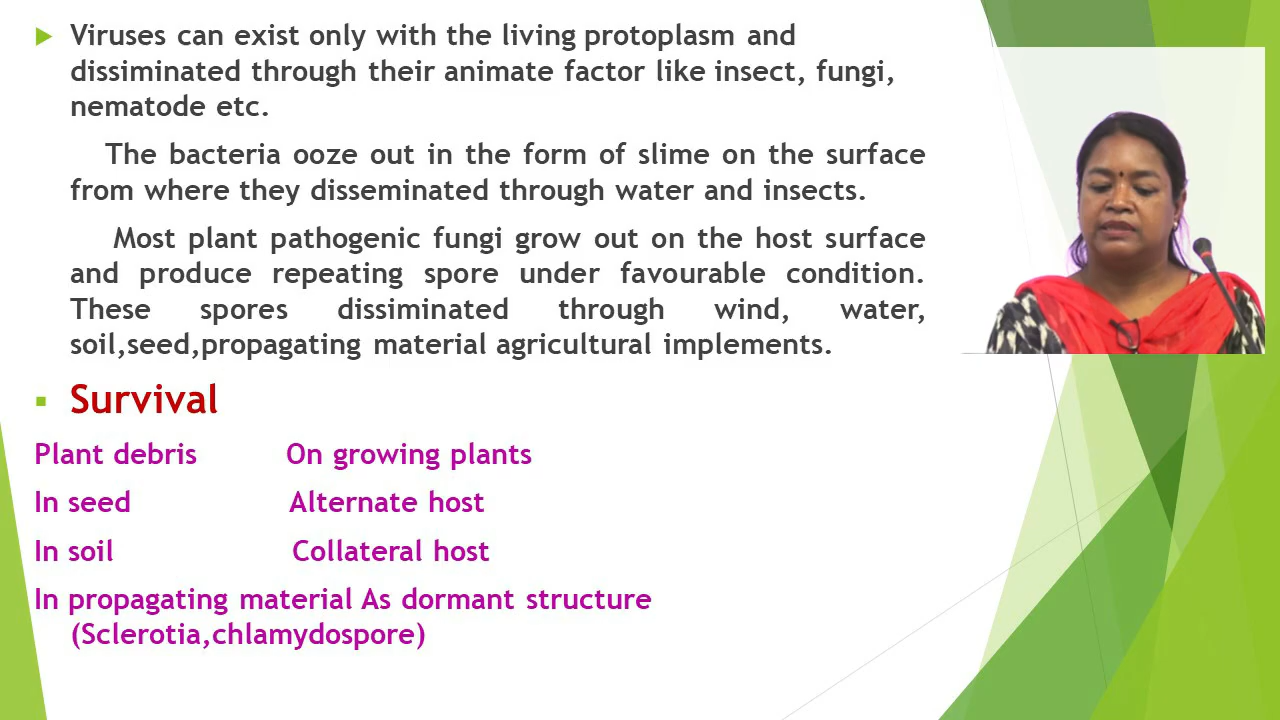 Viruses can exist only with the living protoplasm and
dissiminated through their animate factor like insect, fungi,
nematode etc.
The bacteria ooze out in the form of slime on the surface
from where they disseminated through water and insects.
Most plant pathogenic fungi grow out on the host surface
and produce repeating spore under favourable condition.
These spores dissiminated through wind, water,
soil,seed,propagating material agricultural implements.
Survival
Plant debris On growing plants
In seed Alternate host
In soil Collateral host
In propagating material As dormant structure
(Sclerotia,chlamydospore)